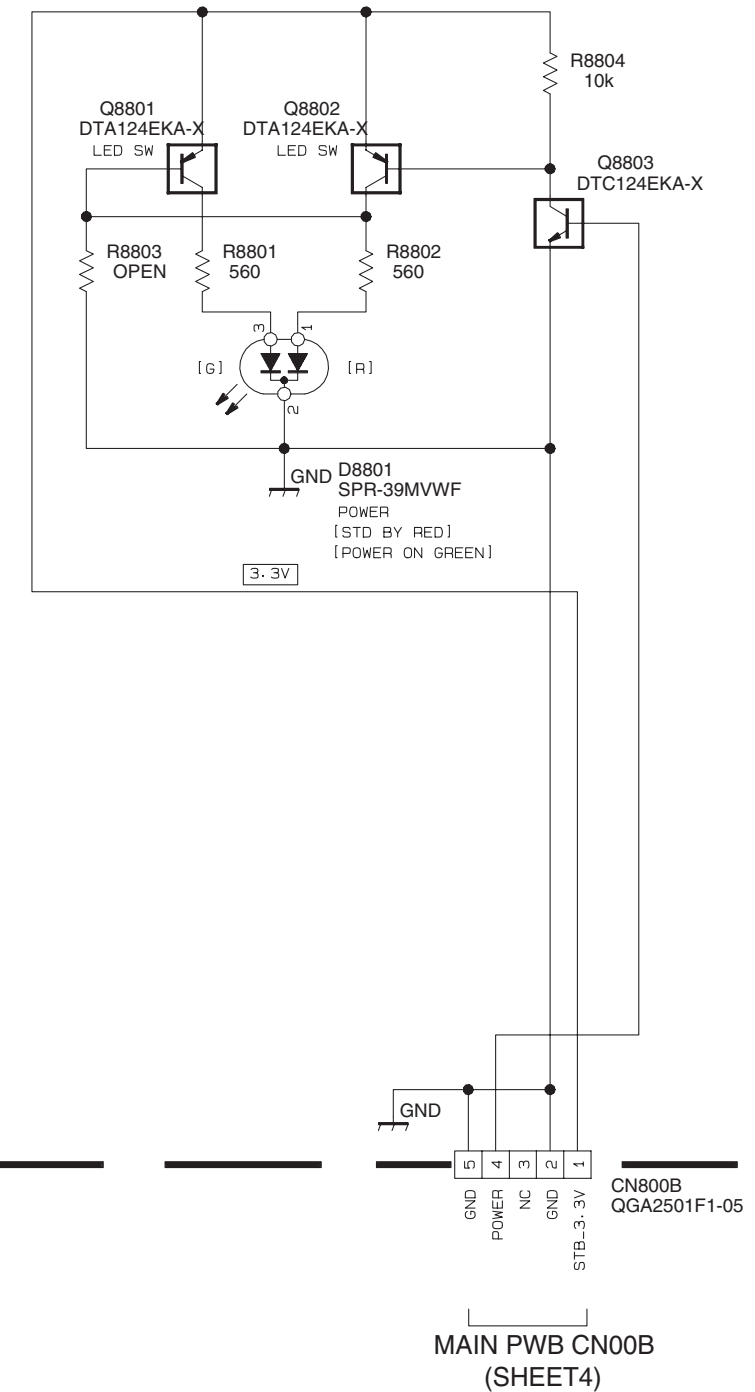 R8804
10k
Q8801
DTA124EKA-X
LED SW
Q8802
DTA124EKA-X
LED SW
Q8803
DTC124EKA-X
R8803
OPEN
R8801
560
R8802
560
3
1
[G]
[R]
2
GND
D8801
SPR-39MVWF
POWER
[STD BY RED]
[POWER ON GREEN]
3.3V
GND
5
4
3
2
1
GND
POWER
NC
GND
STB_3.3V
CN800B
QGA2501F1-05
MAIN PWB CN00B
(SHEET4)